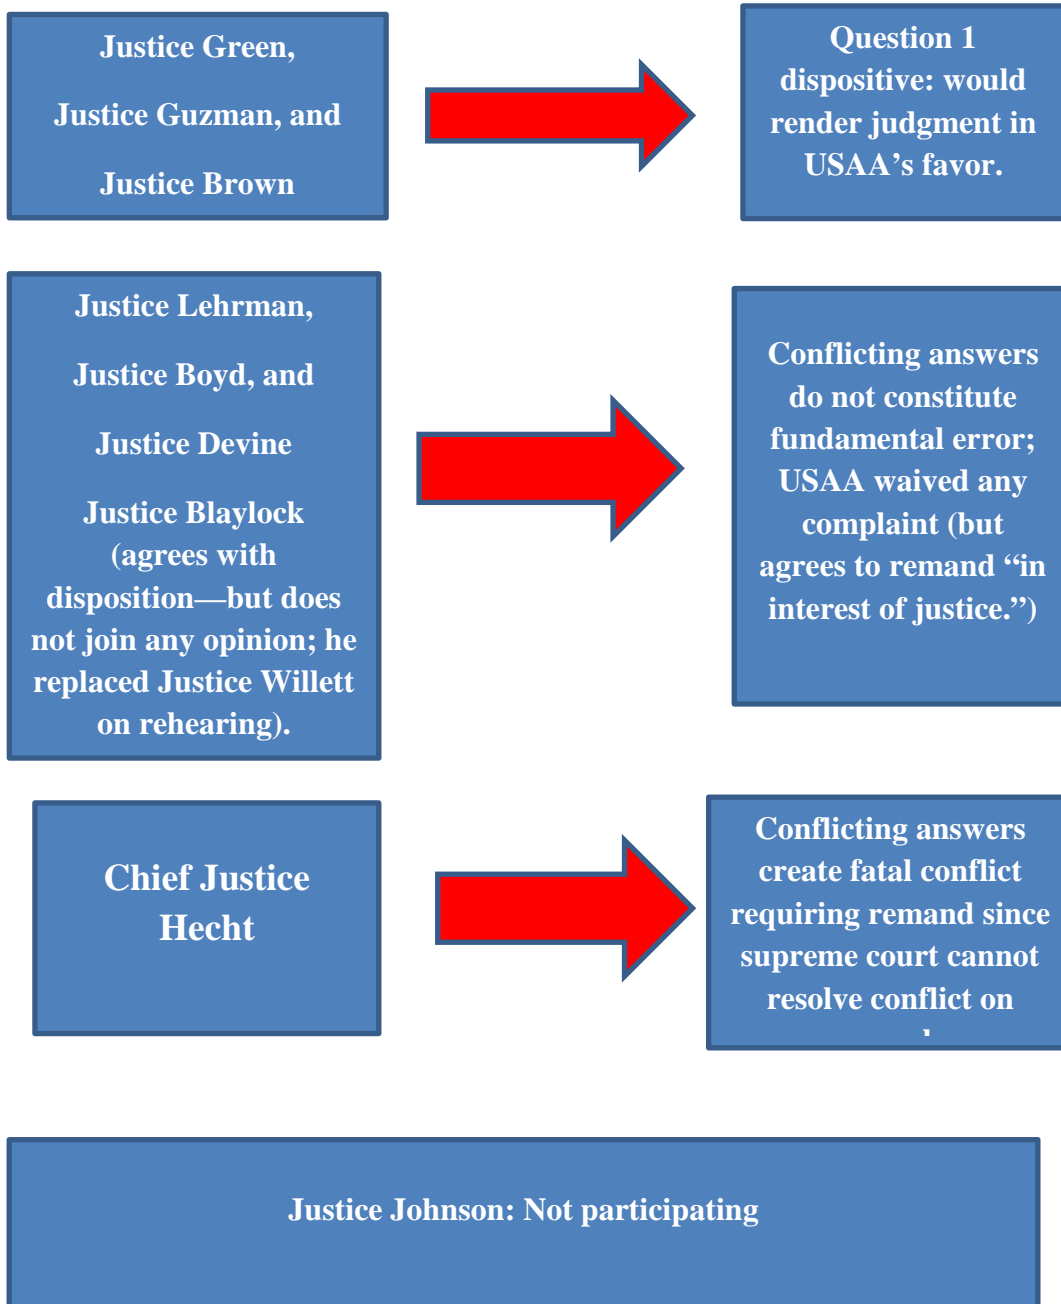 Justice Green,
Justice Guzman, and
Justice Brown
Question 1
dispositive: would
render judgment in
USAA’s favor.
Justice Lehrman,
Justice Boyd, and
Justice Devine
Justice Blaylock
(agrees with
disposition—but does
not join any opinion; he
replaced Justice Willett
on rehearing).
Conflicting answers
do not constitute
fundamental error;
USAA waived any
complaint (but
agrees to remand “in
interest of justice.”)
Chief Justice
Hecht
Conflicting answers
create fatal conflict
requiring remand since
supreme court cannot
resolve conflict on
Justice Johnson: Not participating